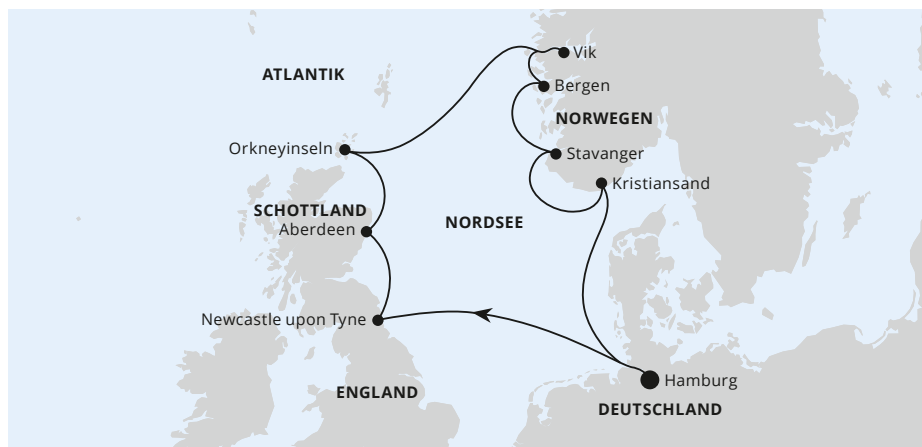 Vik
ATLANTIK
Bergen
NORWEGEN
Orkneyinseln
Stavanger
Kristiansand
SCHOTTLAND
NORDSEE
Aberdeen
Newcastle upon Tyne
Hamburg
ENGLAND
DEUTSCHLAND